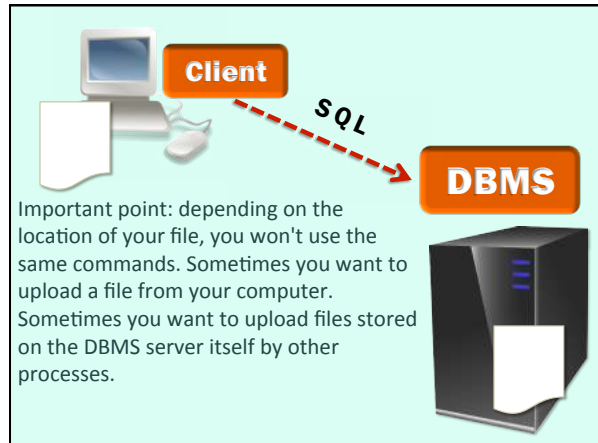 Client
SQL
DBMS
Important point: depending on the
location of your file, you won't use the
same commands. Sometimes you want to
upload a file from your computer.
Sometimes you want to upload files stored
on the DBMS server itself by other
processes.